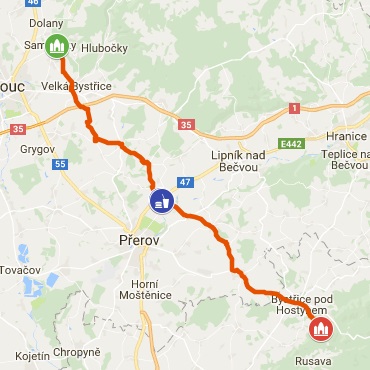 46
Dolany
Sam
ky
Hlubočky
Velká Bystřice
ouc
35
1
35
Hranice
E442
Grygov
55
Lipník nad
Bečvou
Teplice nad
Bečvou
47
Přerov
Tovačov
Horní
Moštěnice
Bystřice pod
Hostýnem
Chropyně
Kojetín
Rusava